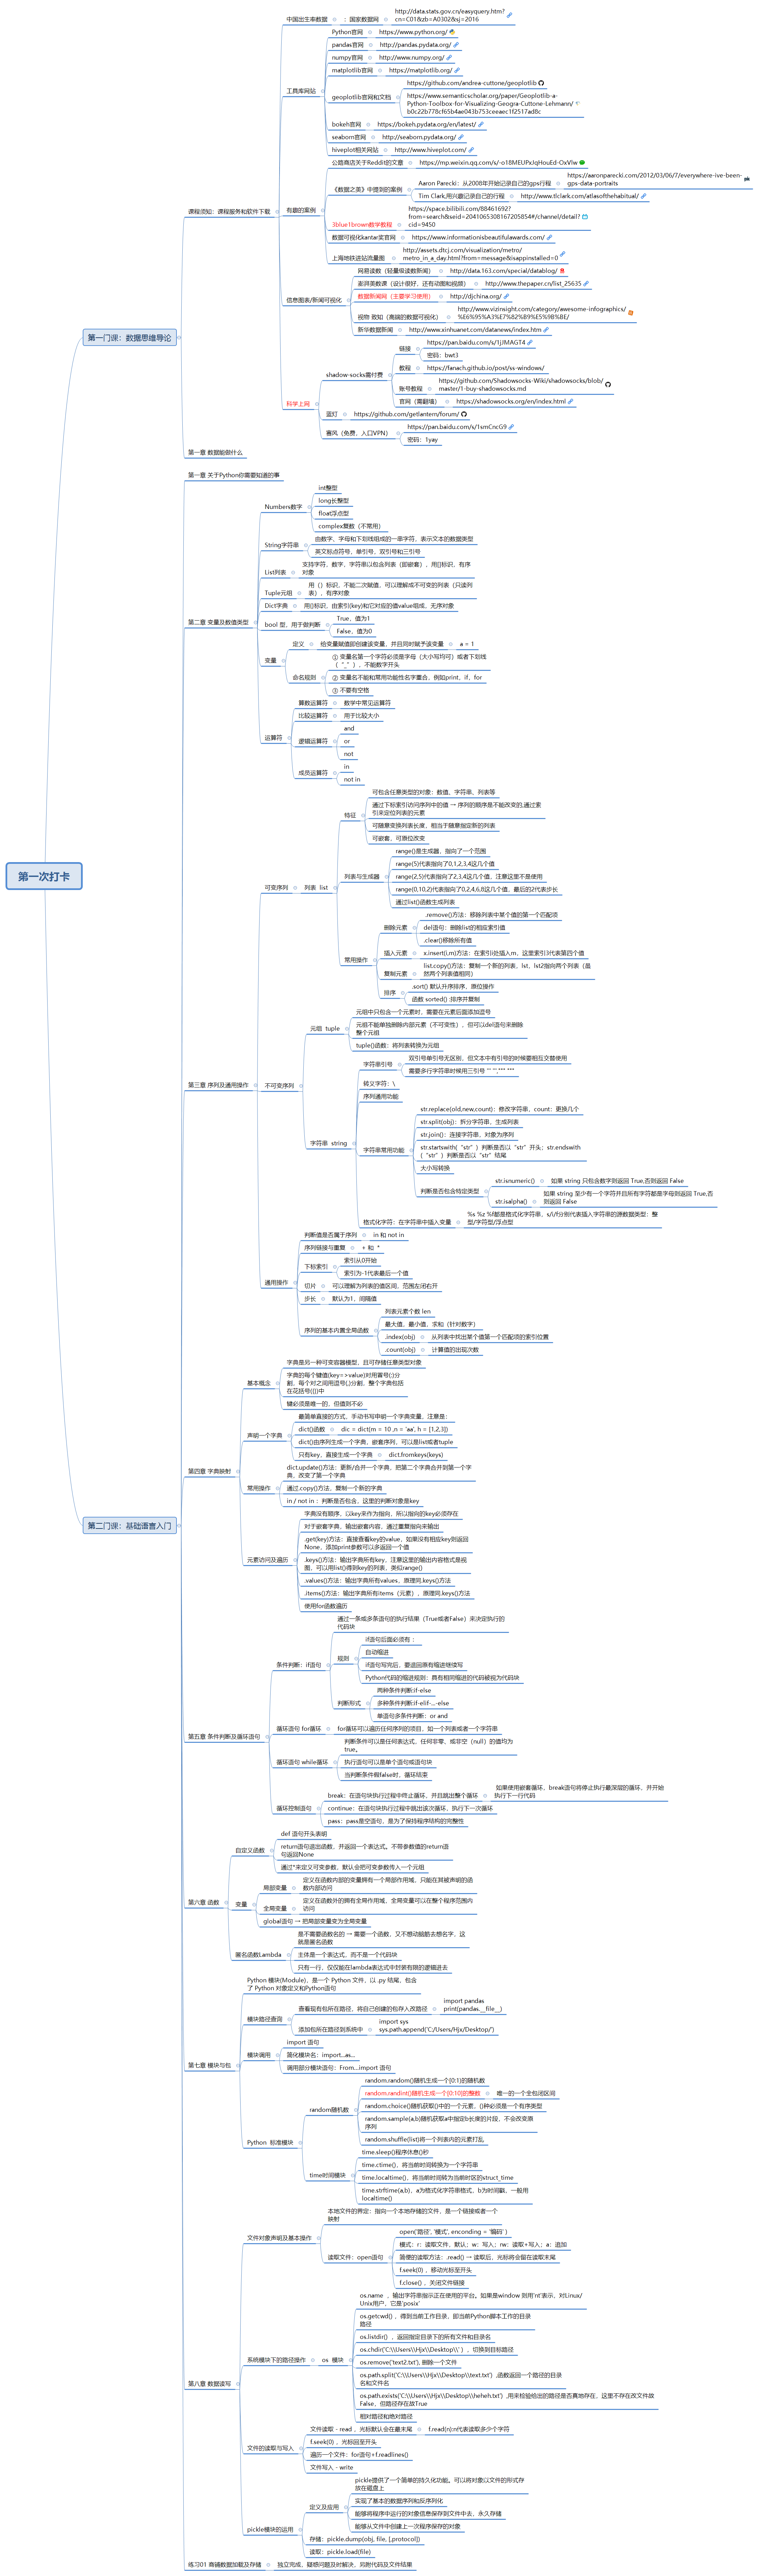 第一次打卡
第一门课：数据思维导论
课程须知：课程服务和软件下载
中国出生率数据
：国家数据网
http://data.stats.gov.cn/easyquery.htm?
cn=C01&zb=A0302&sj=2016
工具库网站
Python官网
https://www.python.org/
pandas官网
http://pandas.pydata.org/
numpy官网
http://www.numpy.org/
matplotlib官网
https://matplotlib.org/
geoplotlib官网和文档
https://github.com/andrea-cuttone/geoplotlib
https://www.semanticscholar.org/paper/Geoplotlib-a-
Python-Toolbox-for-Visualizing-Geogra-Cuttone-Lehmann/
b0c22b778cf65b4ae043b753ceeaec1f2517ad8c
bokeh官网
https://bokeh.pydata.org/en/latest/
seaborn官网
http://seaborn.pydata.org/
hiveplot相关网站
http://www.hiveplot.com/
有趣的案例
公路商店关于Reddit的文章
https://mp.weixin.qq.com/s/-o18MEUPxJqHouEd-OxVIw
《数据之美》中提到的案例
Aaron Parecki：从2008年开始记录自己的gps行程
https://aaronparecki.com/2012/03/06/7/everywhere-ive-been-
gps-data-portraits
Tim Clark,用兴趣记录自己的行程
http://www.tlclark.com/atlasofthehabitual/
3blue1brown数学教程
https://space.bilibili.com/88461692?
from=search&seid=2041065308167205854#/channel/detail?
cid=9450
数据可视化kantar奖官网
https://www.informationisbeautifulawards.com/
上海地铁进站流量图
http://assets.dtcj.com/visualization/metro/
metro_in_a_day.html?from=message&isappinstalled=0
信息图表/新闻可视化
网易读数（轻量级读数新闻）
http://data.163.com/special/datablog/
澎湃美数课（设计很好，还有动图和视频）
http://www.thepaper.cn/list_25635
数据新闻网（主要学习使用）
http://djchina.org/
视物 致知（高端的数据可视化）
http://www.vizinsight.com/category/awesome-infographics/
%E6%95%A3%E7%82%B9%E5%9B%BE/
新华数据新闻
http://www.xinhuanet.com/datanews/index.htm
科学上网
shadow-socks需付费
链接
https://pan.baidu.com/s/1jJMAGT4
密码：bwt3
教程
https://fanach.github.io/post/ss-windows/
账号教程
https://github.com/Shadowsocks-Wiki/shadowsocks/blob/
master/1-buy-shadowsocks.md
官网（需翻墙）
https://shadowsocks.org/en/index.html
蓝灯
https://github.com/getlantern/forum/
赛风（免费，入口VPN）
https://pan.baidu.com/s/1smCncG9
密码：1yay
第一章 数据能做什么
第二门课：基础语言入门
第一章 关于Python你需要知道的事
第二章 变量及数值类型
Numbers数字
int整型
long长整型
float浮点型
complex复数（不常用）
String字符串
由数字、字母和下划线组成的一串字符，表示文本的数据类型
英文标点符号，单引号，双引号和三引号
List列表
支持字符，数字，字符串以包含列表（即嵌套），用[]标识，有序
对象
Tuple元组
用（）标识，不能二次赋值，可以理解成不可变的列表（只读列
表），有序对象
Dict字典
用{}标识，由索引(key)和它对应的值value组成，无序对象
bool 型，用于做判断
True，值为1
False，值为0
变量
定义
给变量赋值即创建该变量，并且同时赋予该变量
a = 1
命名规则
① 变量名第一个字符必须是字母（大小写均可）或者下划线
（“_”），不能数字开头
② 变量名不能和常用功能性名字重合，例如print、if、for
③ 不要有空格
运算符
算数运算符
数学中常见运算符
比较运算符
用于比较大小
逻辑运算符
and
or
not
成员运算符
in
not in
第三章 序列及通用操作
可变序列
列表 list
特征
可包含任意类型的对象：数值、字符串、列表等
通过下标索引访问序列中的值 → 序列的顺序是不能改变的,通过索
引来定位列表的元素
可随意变换列表长度，相当于随意指定新的列表
可嵌套，可原位改变
列表与生成器
range()是生成器，指向了一个范围
range(5)代表指向了0,1,2,3,4这几个值
range(2,5)代表指向了2,3,4这几个值，注意这里不是使用
range(0,10,2)代表指向了0,2,4,6,8这几个值，最后的2代表步长
通过list()函数生成列表
常用操作
删除元素
.remove()方法：移除列表中某个值的第一个匹配项
del语句：删除list的相应索引值
.clear()移除所有值
插入元素
x.insert(i,m)方法：在索引i处插入m，这里索引3代表第四个值
复制元素
list.copy()方法：复制一个新的列表，lst、lst2指向两个列表（虽
然两个列表值相同）
排序
.sort() 默认升序排序，原位操作
函数 sorted() :排序并复制
不可变序列
元组 tuple
元组中只包含一个元素时，需要在元素后面添加逗号
元组不能单独删除内部元素（不可变性），但可以del语句来删除
整个元组
tuple()函数：将列表转换为元组
字符串 string
字符串引号
双引号单引号无区别，但文本中有引号的时候要相互交替使用
需要多行字符串时候用三引号 ''' ''',""" """
转义字符：\
序列通用功能
字符串常用功能
str.replace(old,new,count)：修改字符串，count：更换几个
str.split(obj)：拆分字符串，生成列表
str.join()：连接字符串，对象为序列
str.startswith(“str”)判断是否以“str”开头；str.endswith
(“str”)判断是否以“str”结尾
大小写转换
判断是否包含特定类型
str.isnumeric()
如果 string 只包含数字则返回 True,否则返回 False
str.isalpha()
如果 string 至少有一个字符并且所有字符都是字母则返回 True,否
则返回 False
格式化字符：在字符串中插入变量
%s %z %f都是格式化字符串，s/i/f分别代表插入字符串的源数据类型：整
型/字符型/浮点型
通用操作
判断值是否属于序列
in 和 not in
序列链接与重复
+ 和 *
下标索引
索引从0开始
索引为-1代表最后一个值
切片
可以理解为列表的值区间，范围左闭右开
步长
默认为1，间隔值
序列的基本内置全局函数
列表元素个数 len
最大值、最小值、求和（针对数字）
.index(obj)
从列表中找出某个值第一个匹配项的索引位置
.count(obj)
计算值的出现次数
第四章 字典映射
基本概念
字典是另一种可变容器模型，且可存储任意类型对象
字典的每个键值(key=>value)对用冒号(:)分
割，每个对之间用逗号(,)分割，整个字典包括
在花括号({})中
键必须是唯一的，但值则不必
声明一个字典
最简单直接的方式，手动书写申明一个字典变量，注意是：
dict()函数
dic = dict(m = 10 ,n = 'aa', h = [1,2,3])
dict()由序列生成一个字典，嵌套序列，可以是list或者tuple
只有key，直接生成一个字典
dict.fromkeys(keys)
常用操作
dict.update()方法：更新/合并一个字典，把第二个字典合并到第一个字
典，改变了第一个字典
通过.copy()方法，复制一个新的字典
in / not in ：判断是否包含，这里的判断对象是key
元素访问及遍历
字典没有顺序，以key来作为指向，所以指向的key必须存在
对于嵌套字典，输出嵌套内容，通过重复指向来输出
.get(key)方法：直接查看key的value，如果没有相应key则返回
None，添加print参数可以多返回一个值
.keys()方法：输出字典所有key，注意这里的输出内容格式是视
图，可以用list()得到key的列表，类似range()
.values()方法：输出字典所有values，原理同.keys()方法
.items()方法：输出字典所有items（元素），原理同.keys()方法
使用for函数遍历
第五章 条件判断及循环语句
条件判断：if语句
通过一条或多条语句的执行结果（True或者False）来决定执行的
代码块
规则
if语句后面必须有：
自动缩进
if语句写完后，要退回原有缩进继续写
Python代码的缩进规则：具有相同缩进的代码被视为代码块
判断形式
两种条件判断:if-else
多种条件判断:if-elif-...-else
单语句多条件判断：or and
循环语句 for循环
for循环可以遍历任何序列的项目，如一个列表或者一个字符串
循环语句 while循环
判断条件可以是任何表达式，任何非零、或非空（null）的值均为
true。
执行语句可以是单个语句或语句块
当判断条件假false时，循环结束
循环控制语句
break：在语句块执行过程中终止循环，并且跳出整个循环
如果使用嵌套循环，break语句将停止执行最深层的循环，并开始
执行下一行代码
continue：在语句块执行过程中跳出该次循环，执行下一次循环
pass：pass是空语句，是为了保持程序结构的完整性
第六章 函数
自定义函数
def 语句开头表明
return语句退出函数，并返回一个表达式。不带参数值的return语
句返回None
通过*来定义可变参数，默认会把可变参数传入一个元组
变量
局部变量
定义在函数内部的变量拥有一个局部作用域，只能在其被声明的函
数内部访问
全局变量
定义在函数外的拥有全局作用域，全局变量可以在整个程序范围内
访问
global语句 → 把局部变量变为全局变量
匿名函数Lambda
是不需要函数名的 → 需要一个函数，又不想动脑筋去想名字，这
就是匿名函数
主体是一个表达式，而不是一个代码块
只有一行，仅仅能在lambda表达式中封装有限的逻辑进去
第七章 模块与包
Python 模块(Module)，是一个 Python 文件，以 .py 结尾，包含
了 Python 对象定义和Python语句
模块路径查询
查看现有包所在路径，将自己创建的包存入改路径
import pandas
print(pandas.__file__)
添加包所在路径到系统中
import sys
sys.path.append('C:/Users/Hjx/Desktop/')
模块调用
import 语句
简化模块名：import...as...
调用部分模块语句：From...import 语句
Python 标准模块
random随机数
random.random()随机生成一个[0:1)的随机数
random.randint()随机生成一个[0:10]的整数
唯一的一个全包闭区间
random.choice()随机获取()中的一个元素，()种必须是一个有序类型
random.sample(a,b)随机获取a中指定b长度的片段，不会改变原
序列
random.shuffle(list)将一个列表内的元素打乱
time时间模块
time.sleep()程序休息()秒
time.ctime()，将当前时间转换为一个字符串
time.localtime()，将当前时间转为当前时区的struct_time
time.strftime(a,b)，a为格式化字符串格式，b为时间戳，一般用
localtime()
第八章 数据读写
文件对象声明及基本操作
本地文件的界定：指向一个本地存储的文件，是一个链接或者一个
映射
读取文件：open语句
open('路径', '模式', enconding = '编码' )
模式：r：读取文件，默认；w：写入；rw：读取+写入；a：追加
简便的读取方法：.read() → 读取后，光标将会留在读取末尾
f.seek(0) ，移动光标至开头
f.close() ，关闭文件链接
系统模块下的路径操作
os 模块
os.name ，输出字符串指示正在使用的平台。如果是window 则用'nt'表示，对Linux/
Unix用户，它是'posix'
os.getcwd() ，得到当前工作目录，即当前Python脚本工作的目录
路径
os.listdir() ，返回指定目录下的所有文件和目录名
os.chdir('C:\\Users\\Hjx\\Desktop\\' ) ，切换到目标路径
os.remove('text2.txt'), 删除一个文件
os.path.split('C:\\Users\\Hjx\\Desktop\\text.txt') ,函数返回一个路径的目录
名和文件名
os.path.exists('C:\\Users\\Hjx\\Desktop\\heheh.txt') ,用来检验给出的路径是否真地存在，这里不存在改文件故
False，但路径存在故True
相对路径和绝对路径
文件的读取与写入
文件读取 - read ，光标默认会在最末尾
f.read(n):n代表读取多少个字符
f.seek(0) ，光标回至开头
遍历一个文件：for语句+f.readlines()
文件写入 - write
pickle模块的运用
定义及应用
pickle提供了一个简单的持久化功能。可以将对象以文件的形式存
放在磁盘上
实现了基本的数据序列和反序列化
能够将程序中运行的对象信息保存到文件中去，永久存储
能够从文件中创建上一次程序保存的对象
存储：pickle.dump(obj, file, [,protocol])
读取：pickle.load(file)
练习01 商铺数据加载及存储
独立完成，疑惑问题及时解决，另附代码及文件结果